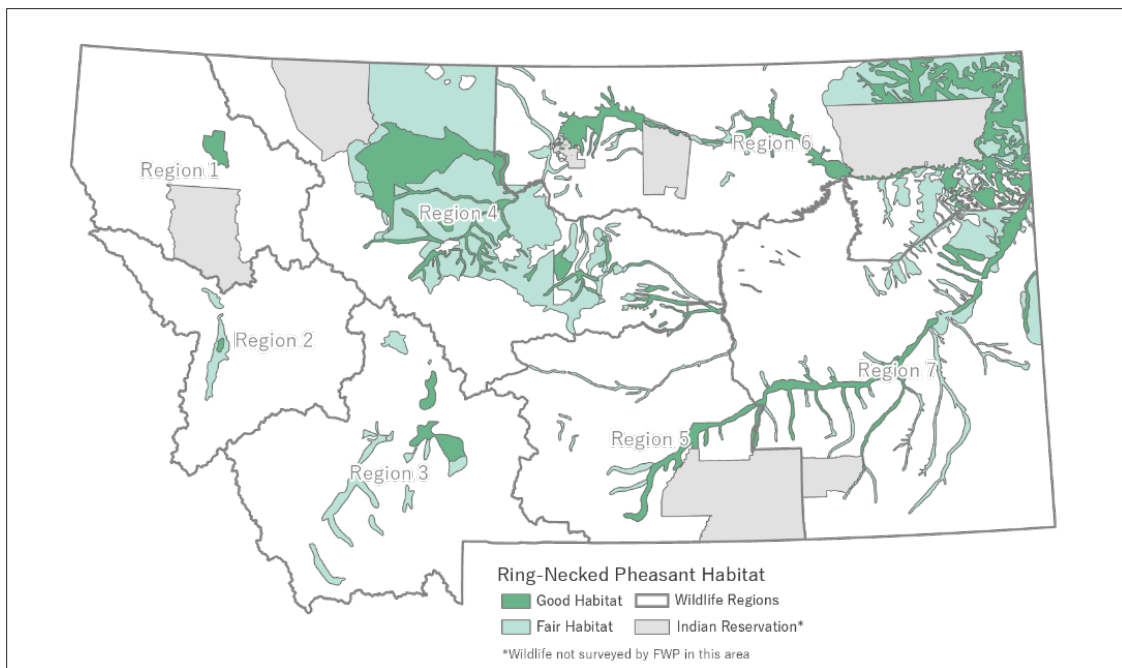 Region 1
Region 6
Region 4
Region 2
Region 7
Region 5
Region 3
Ring-Necked Pheasant Habitat
Good Habitat
Wildlife Regions
Fair Habitat
Indian Reservation*
*Wildlife not surveyed by FWP in this area